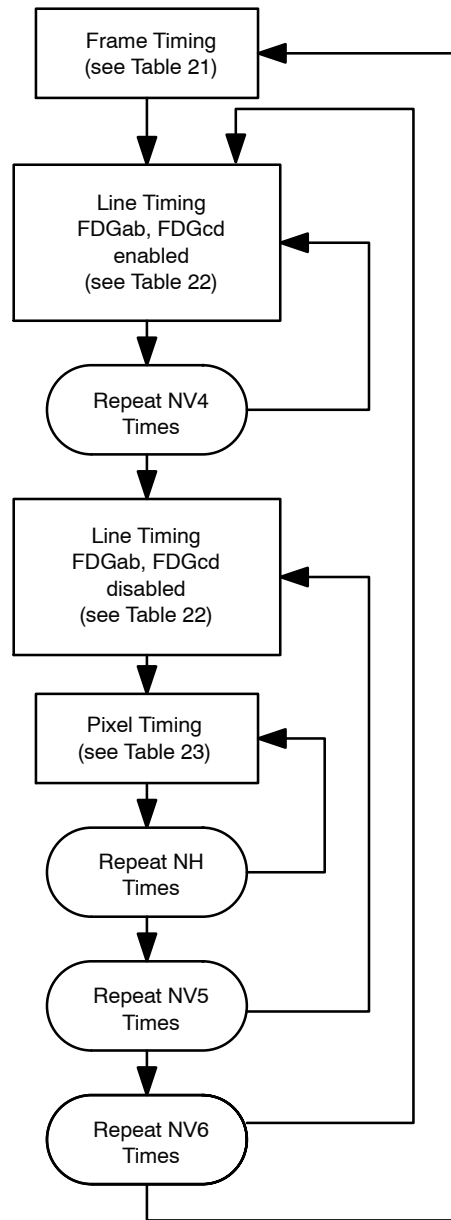 Frame Timing
(see Table 21)
Line Timing
FDGab, FDGcd
enabled
(see Table 22)
Repeat NV4
Times
Line Timing
FDGab, FDGcd
disabled
(see Table 22)
Pixel Timing
(see Table 23)
Repeat NH
Times
Repeat NV5
Times
Repeat NV6
Times